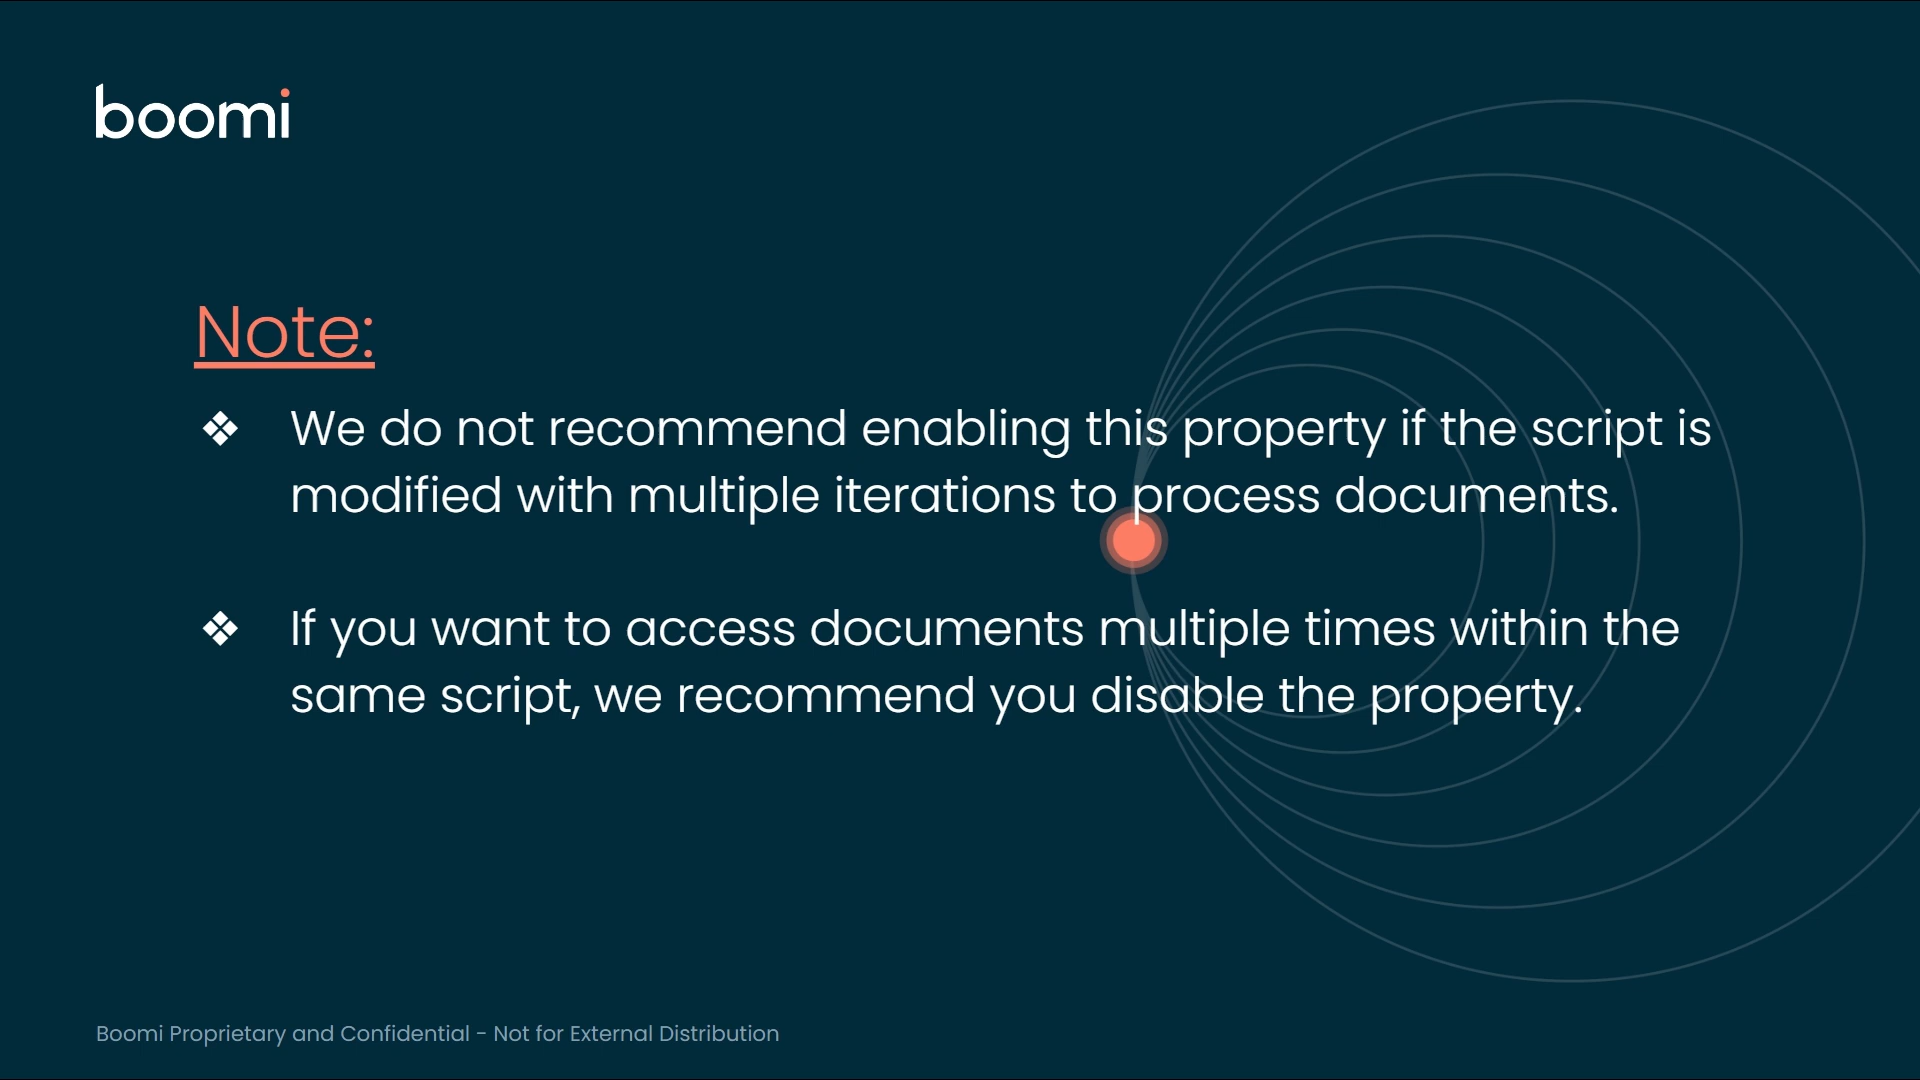 boomi
Note:
❖ We do not recommend enabling this property if the script is
modified with multiple iterations to process documents.
❖ If you want to access documents multiple times within the
same script, we recommend you disable the property.
Boomi Proprietary and Confidential - Not for External Distribution